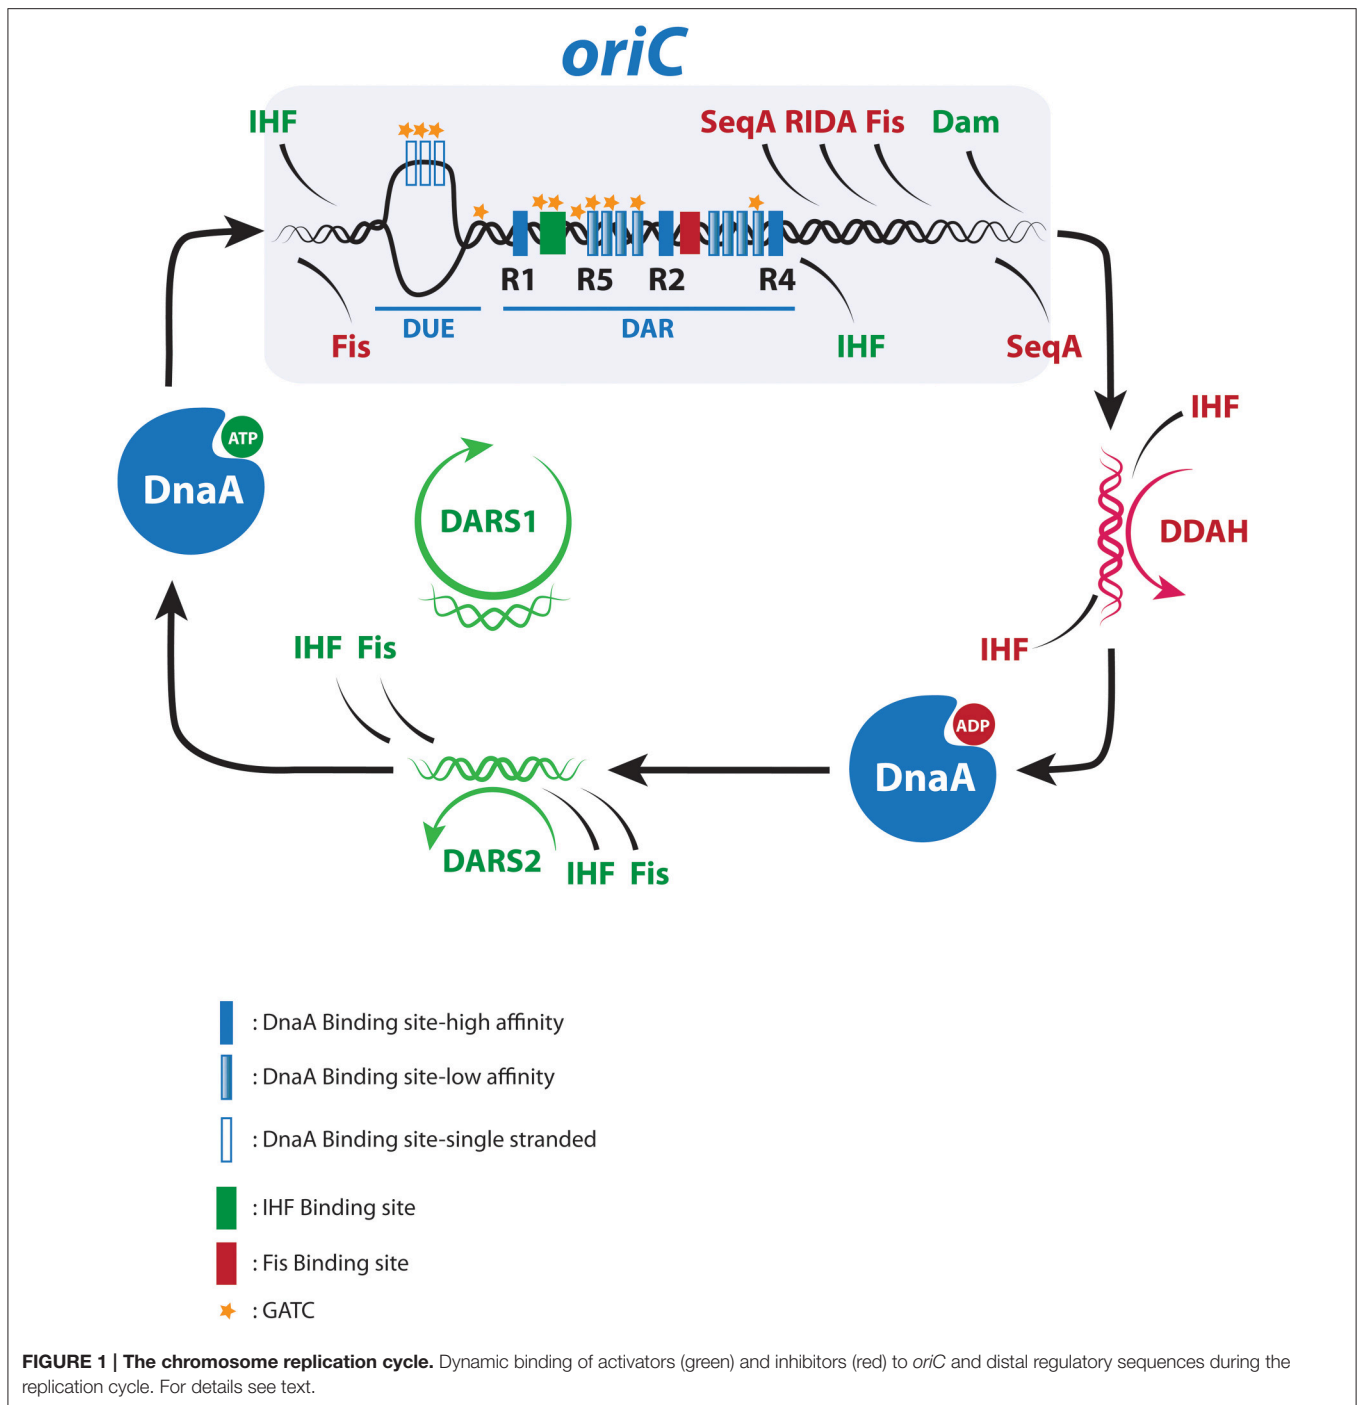 oriC
IHF
SeqA RIDA Fis Dam
R1 R5 R2 R4
DUE DAR
Fis IHF SeqA
IHF
ATP
DnaA
DARS1
DDAH
IHF Fis
IHF
ADP
DnaA
DARS2
IHF Fis
: DnaA Binding site-high affinity
: DnaA Binding site-low affinity
: DnaA Binding site-single stranded
: IHF Binding site
: Fis Binding site
: GATC
FIGURE 1 | The chromosome replication cycle. Dynamic binding of activators (green) and inhibitors (red) to oriC and distal regulatory sequences during the
replication cycle. For details see text.